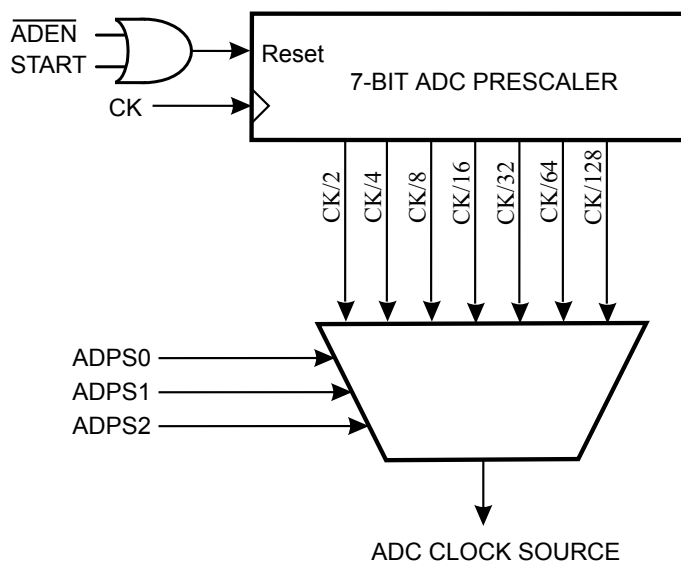 ADEN
START
Reset
7-BIT ADC PRESCALER
CK
CK/2
CK/4
CK/8
CK/16
CK/32
CK/64
CK/128
ADPS0
ADPS1
ADPS2
ADC CLOCK SOURCE